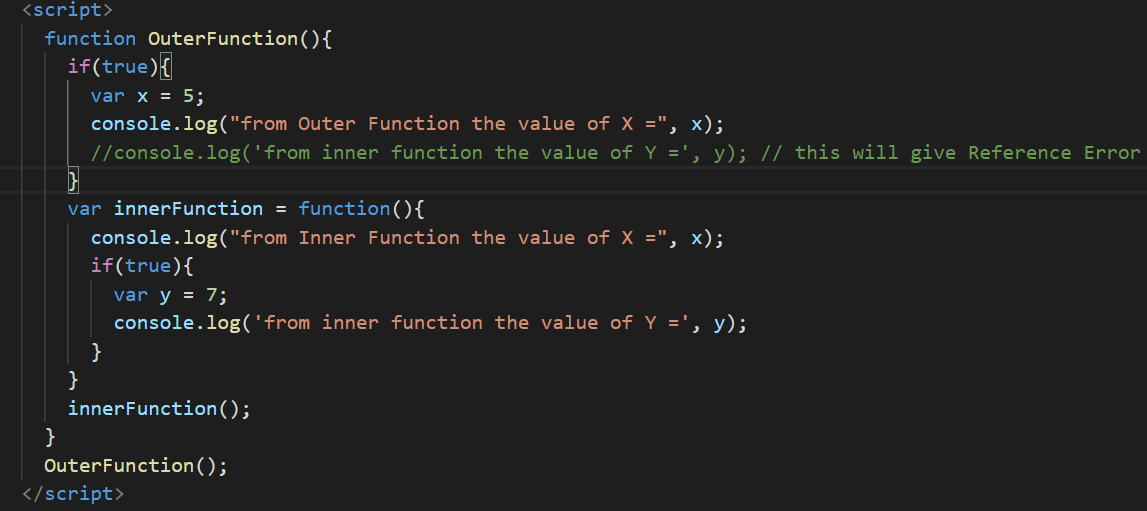 <script>
function OuterFunction(){
if(true){
var x = 5;
console.log("from Outer Function the value of X =", x);
//console.log('from inner function the value of Y =', y); // this will give Reference Error
}
var innerFunction = function(){
console.log("from Inner Function the value of X =", x);
if(true){
var y = 7;
console.log('from inner function the value of Y =', y);
}
}
innerFunction();
}
OuterFunction();
</script>